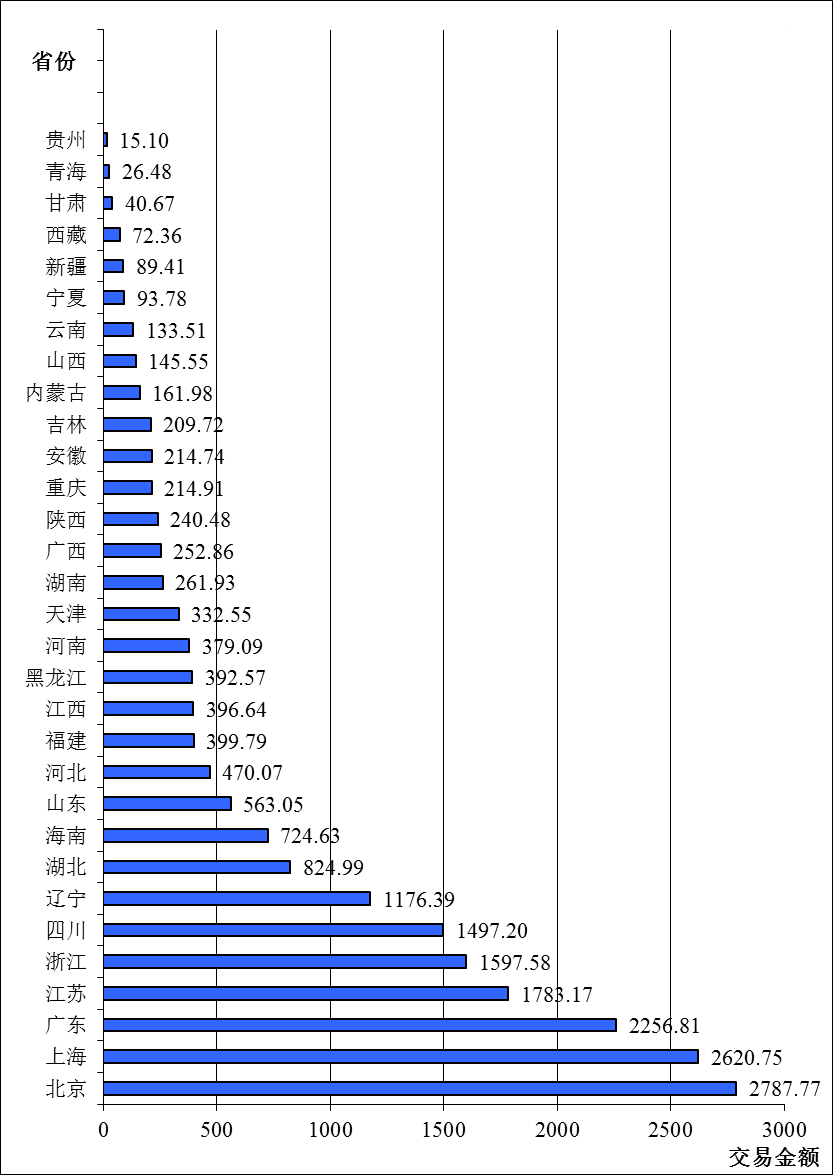 省份
贵州 15.10
青海 26.48
甘肃 40.67
西藏 72.36
新疆 89.41
宁夏 93.78
云南 133.51
山西 145.55
内蒙古 161.98
吉林 209.72
安徽 214.74
重庆 214.91
陕西 240.48
广西 252.86
湖南 261.93
天津 332.55
河南 379.09
黑龙江 392.57
江西 396.64
福建 399.79
河北 470.07
山东 563.05
海南 724.63
湖北 824.99
辽宁 1176.39
四川 1497.20
浙江 1597.58
江苏 1783.17
广东 2256.81
上海 2620.75
北京 2787.77
0 500 1000 1500 2000 2500 3000
交易金额